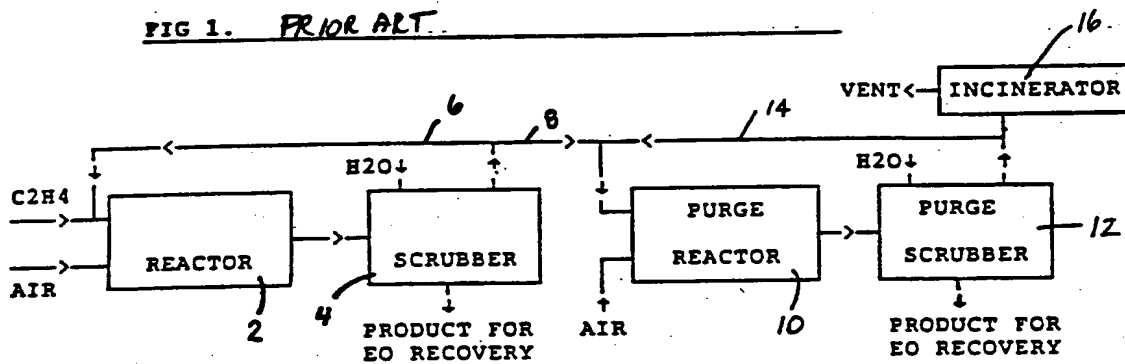 FIG 1. PRIOR ART
16
VENT
INCINERATOR
6
8
14
H2O
H2O
C2H4
AIR
REACTOR
2
4
SCRUBBER
PURGE
REACTOR
10
PURGE
SCRUBBER
12
PRODUCT FOR
EO RECOVERY
AIR
PRODUCT FOR
EO RECOVERY